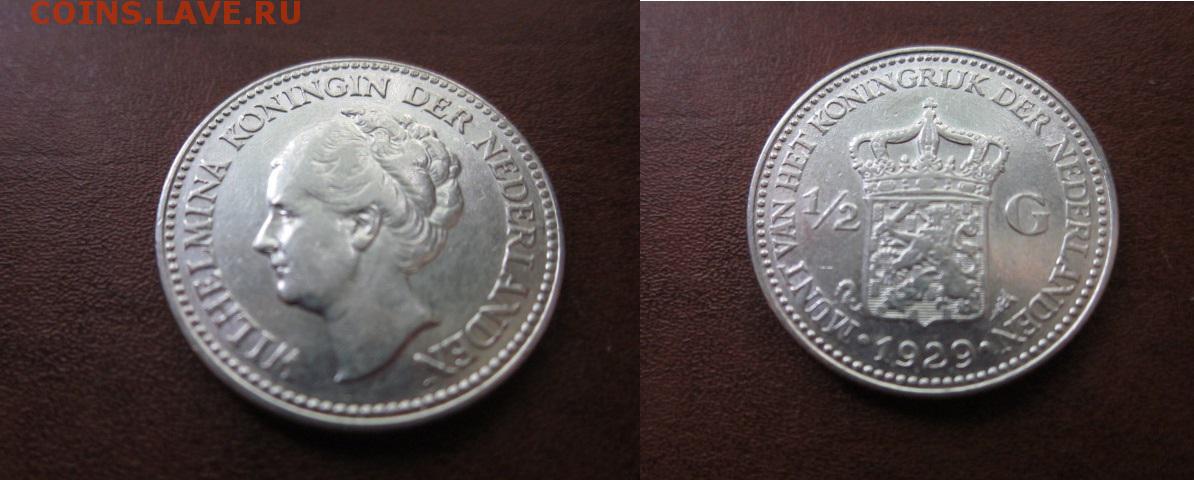 COINS.LAVE.RU
WILHELMINA KONINGIN DER NEDERLANDEN
MUNT VAN HET KONINGRIJK DER NEDERLANDEN
1/2 G
1929